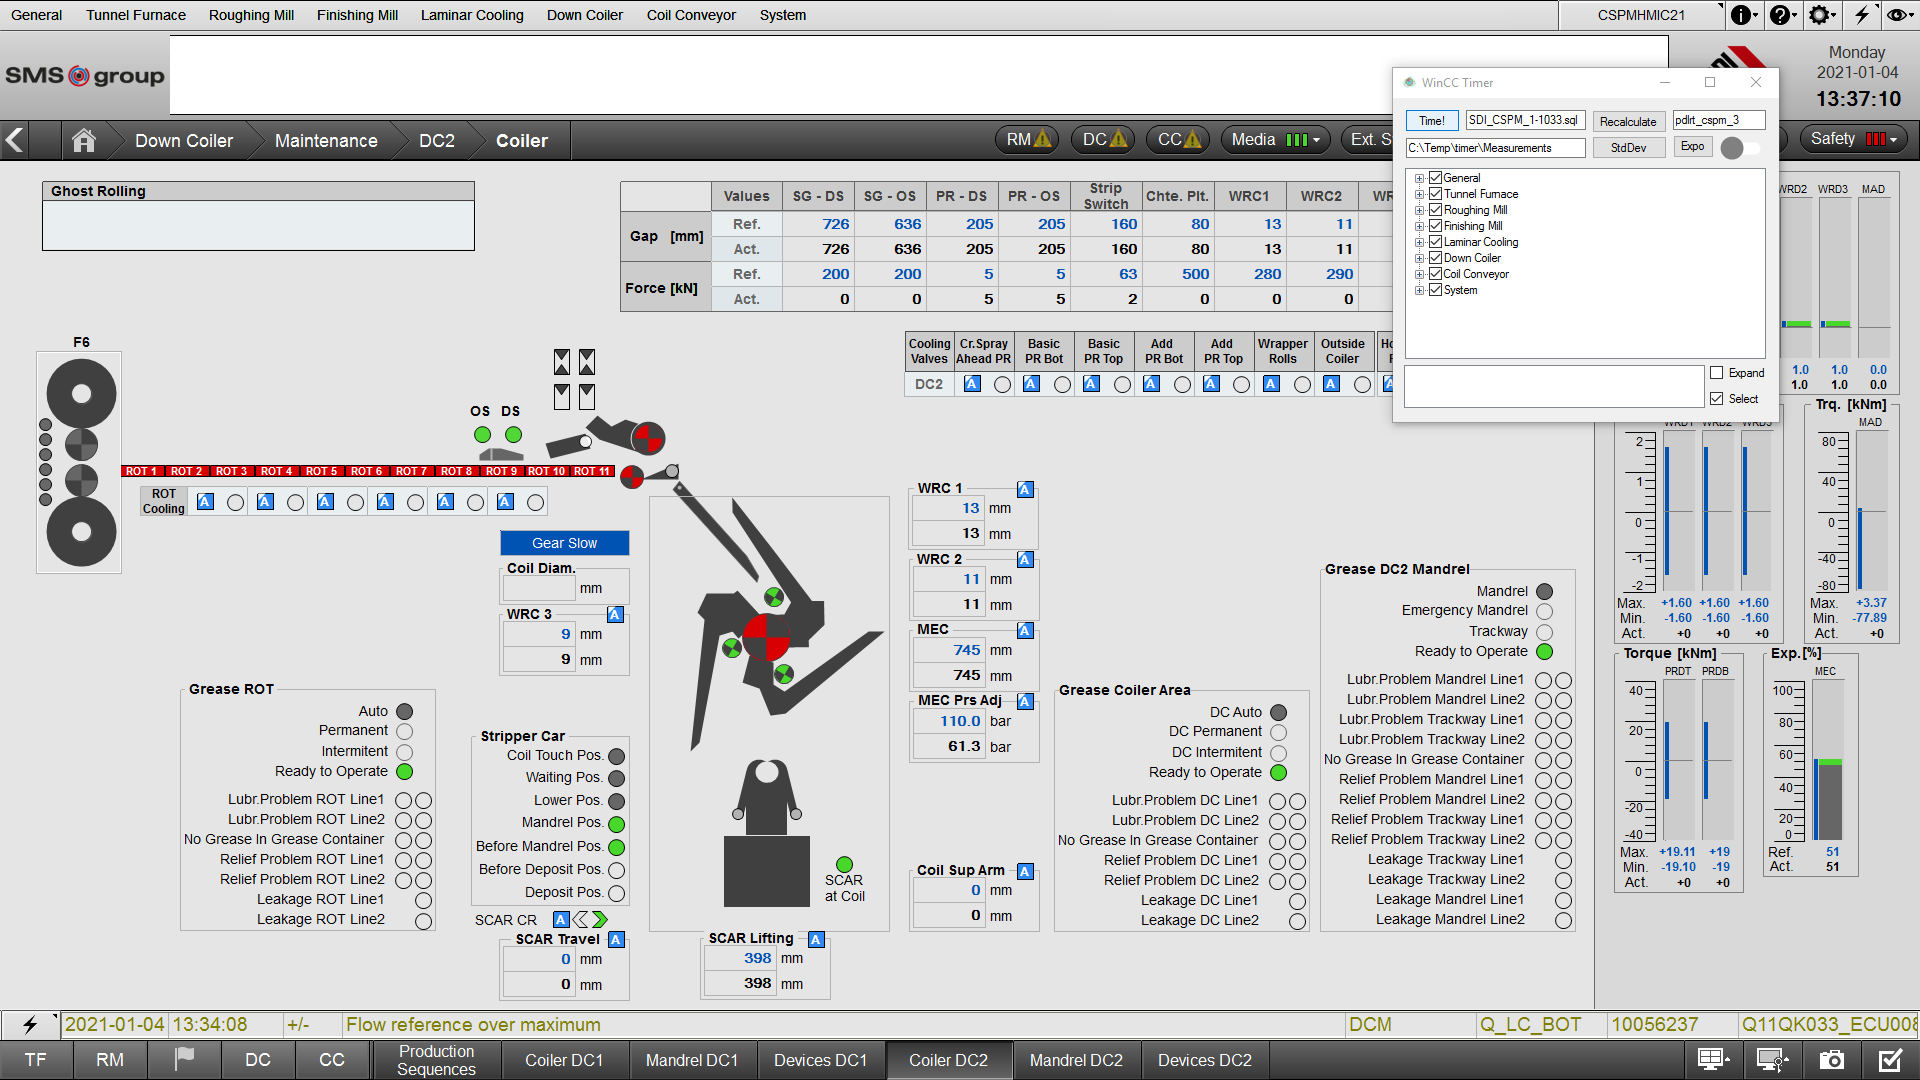 General Tunnel Furnace Roughing Mill Finishing Mill Laminar Cooling Down Coiler Coil Conveyor System CSPMHMIC21
SMS group
Monday
2021-01-04
13:37:10
Down Coiler Maintenance DC2 Coiler RM DC CC Media Ext. S Safety
WinCC Timer
Time! SDI_CSPM_1-1033.sql Recalculate pdlrt_cspm_3
C:\Temp\timer\Measurements StdDev Expo
General
Tunnel Furnace
Roughing Mill
Finishing Mill
Laminar Cooling
Down Coiler
Coil Conveyor
System
Expand
Select
Ghost Rolling
Values SG - DS SG - OS PR - DS PR - OS Strip Switch Chte. Plt. WRC1 WRC2
Gap [mm]
Ref. 726 636 205 205 160 80 13 11
Act. 726 636 205 205 160 80 13 11
Force [kN]
Ref. 200 200 5 5 63 500 280 290
Act. 0 0 5 5 2 0 0 0
Cooling Valves Cr.Spray Ahead PR Basic PR Bot Basic PR Top Add PR Bot Add PR Top Wrapper Rolls Outside Coiler
DC2 A A A A A A A
F6
OS DS
ROT 1 ROT 2 ROT 3 ROT 4 ROT 5 ROT 6 ROT 7 ROT 8 ROT 9 ROT 10 ROT 11
ROT Cooling A A A A A A
Gear Slow
Coil Diam.
mm
WRC 3 A
9 mm
9 mm
WRC 1 A
13 mm
13 mm
WRC 2 A
11 mm
11 mm
MEC A
745 mm
745 mm
MEC Prs Adj A
110.0 bar
61.3 bar
Coil Sup Arm A
0 mm
0 mm
Grease ROT
Auto
Permanent
Intermitent
Ready to Operate
Lubr.Problem ROT Line1
Lubr.Problem ROT Line2
No Grease In Grease Container
Relief Problem ROT Line1
Relief Problem ROT Line2
Leakage ROT Line1
Leakage ROT Line2
Stripper Car
Coil Touch Pos.
Waiting Pos.
Lower Pos.
Mandrel Pos.
Before Mandrel Pos.
Before Deposit Pos.
Deposit Pos.
SCAR CR A
SCAR Travel A
0 mm
0 mm
SCAR at Coil
SCAR Lifting A
398 mm
398 mm
Grease Coiler Area
DC Auto
DC Permanent
DC Intermitent
Ready to Operate
Lubr.Problem DC Line1
Lubr.Problem DC Line2
No Grease In Grease Container
Relief Problem DC Line1
Relief Problem DC Line2
Leakage DC Line1
Leakage DC Line2
Grease DC2 Mandrel
Mandrel
Emergency Mandrel
Trackway
Ready to Operate
Lubr.Problem Mandrel Line1
Lubr.Problem Mandrel Line2
Lubr.Problem Trackway Line1
Lubr.Problem Trackway Line2
No Grease In Grease Container
Relief Problem Mandrel Line1
Relief Problem Mandrel Line2
Relief Problem Trackway Line1
Relief Problem Trackway Line2
Leakage Trackway Line1
Leakage Trackway Line2
Leakage Mandrel Line1
Leakage Mandrel Line2
WRD2 WRD3 MAD
1.0 1.0 0.0
1.0 1.0 0.0
WRD1 WRD2 WRD3
2
1
0
-1
-2
Max. +1.60 +1.60 +1.60
Min. -1.60 -1.60 -1.60
Act. +0 +0 +0
Trq. [kNm]
MAD
80
40
0
-40
-80
Max. +3.37
Min. -77.89
Act. +0
Torque [kNm]
PRDT PRDB
40
20
0
-20
-40
Max. +19.11 +19
Min. -19.10 -19
Act. +0 +0
Exp.[%]
MEC
100
80
60
40
20
0
Ref. 51
Act. 51
2021-01-04 13:34:08 +/- Flow reference over maximum DCM Q_LC_BOT 10056237 Q11QK033_ECU008
TF RM DC CC Production Sequences Coiler DC1 Mandrel DC1 Devices DC1 Coiler DC2 Mandrel DC2 Devices DC2